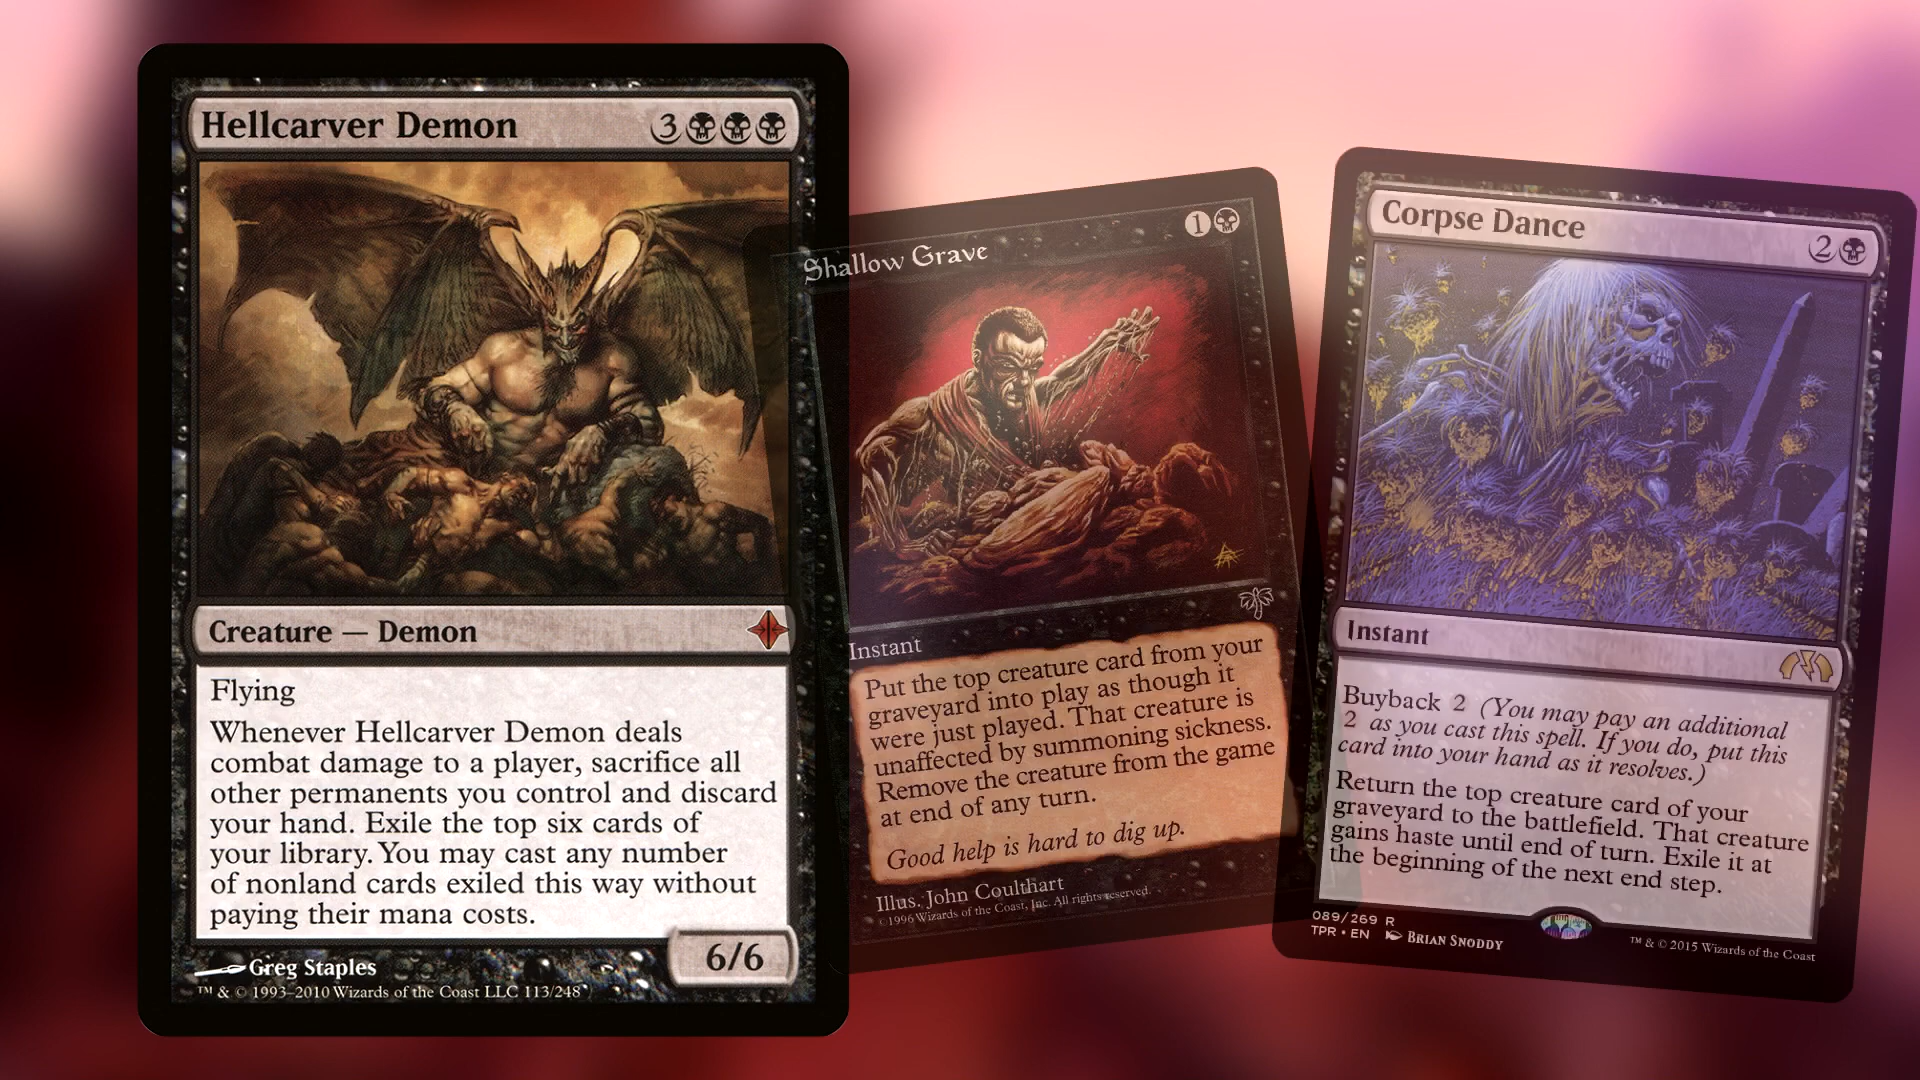 Hellcarver Demon 3
Creature — Demon
Flying
Whenever Hellcarver Demon deals
combat damage to a player, sacrifice all
other permanents you control and discard
your hand. Exile the top six cards of
your library. You may cast any number
of nonland cards exiled this way without
paying their mana costs.
6/6
Greg Staples
™ & © 1993–2010 Wizards of the Coast LLC 113/248
Shallow Grave 1
Instant
Put the top creature card from your
graveyard into play as though it
were just played. That creature is
unaffected by summoning sickness.
Remove the creature from the game
at end of any turn.
Good help is hard to dig up.
Illus. John Coulthart
©1996 Wizards of the Coast, Inc. All rights reserved.
Corpse Dance 2
Instant
Buyback 2 (You may pay an additional
2 as you cast this spell. If you do, put this
card into your hand as it resolves.)
Return the top creature card of your
graveyard to the battlefield. That creature
gains haste until end of turn. Exile it at
the beginning of the next end step.
089/269 R
TPR • EN Brian Snoddy
™ & © 2015 Wizards of the Coast